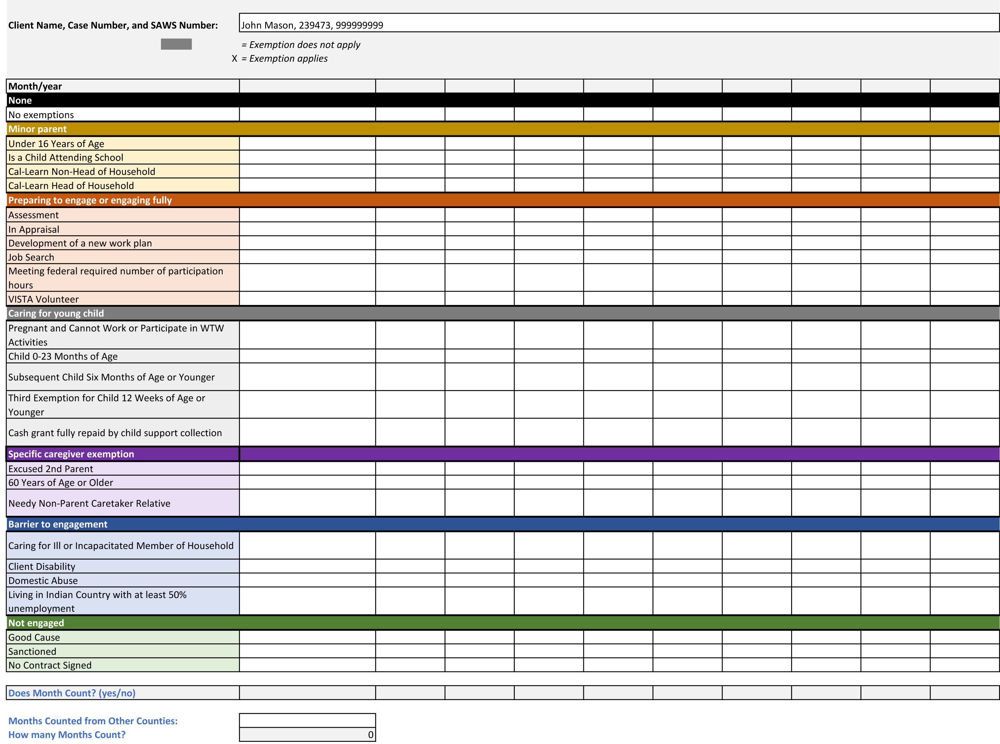 Client Name, Case Number, and SAWS Number: John Mason, 239473, 999999999
= Exemption does not apply
X = Exemption applies
Month/year
None
No exemptions
Minor parent
Under 16 Years of Age
Is a Child Attending School
Cal-Learn Non-Head of Household
Cal-Learn Head of Household
Preparing to engage or engaging fully
Assessment
In Appraisal
Development of a new work plan
Job Search
Meeting federal required number of participation
hours
VISTA Volunteer
Caring for young child
Pregnant and Cannot Work or Participate in WTW
Activities
Child 0-23 Months of Age
Subsequent Child Six Months of Age or Younger
Third Exemption for Child 12 Weeks of Age or
Younger
Cash grant fully repaid by child support collection
Specific caregiver exemption
Excused 2nd Parent
60 Years of Age or Older
Needy Non-Parent Caretaker Relative
Barrier to engagement
Caring for Ill or Incapacitated Member of Household
Client Disability
Domestic Abuse
Living in Indian Country with at least 50%
unemployment
Not engaged
Good Cause
Sanctioned
No Contract Signed
Does Month Count? (yes/no)
Months Counted from Other Counties:
How many Months Count? 0